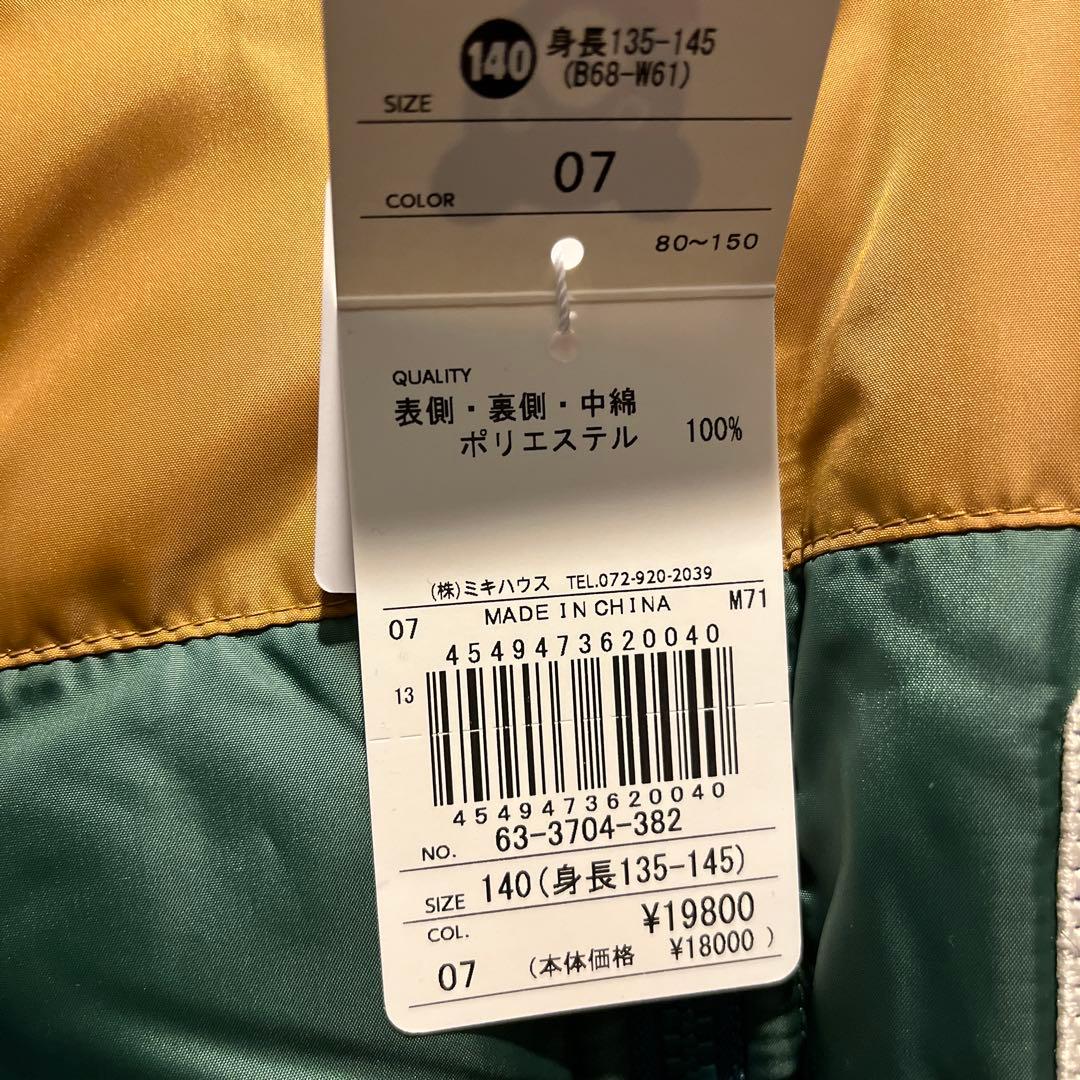 140 身長135-145
(B68-W61)
SIZE
07
COLOR
80～150
QUALITY
表側・裏側・中綿
ポリエステル 100%
(株)ミキハウス TEL.072-920-2039
MADE IN CHINA M71
07
4549473620040
13
4549473620040
NO. 63-3704-382
SIZE 140(身長135-145)
COL. ¥19800
07 (本体価格 ¥18000 )